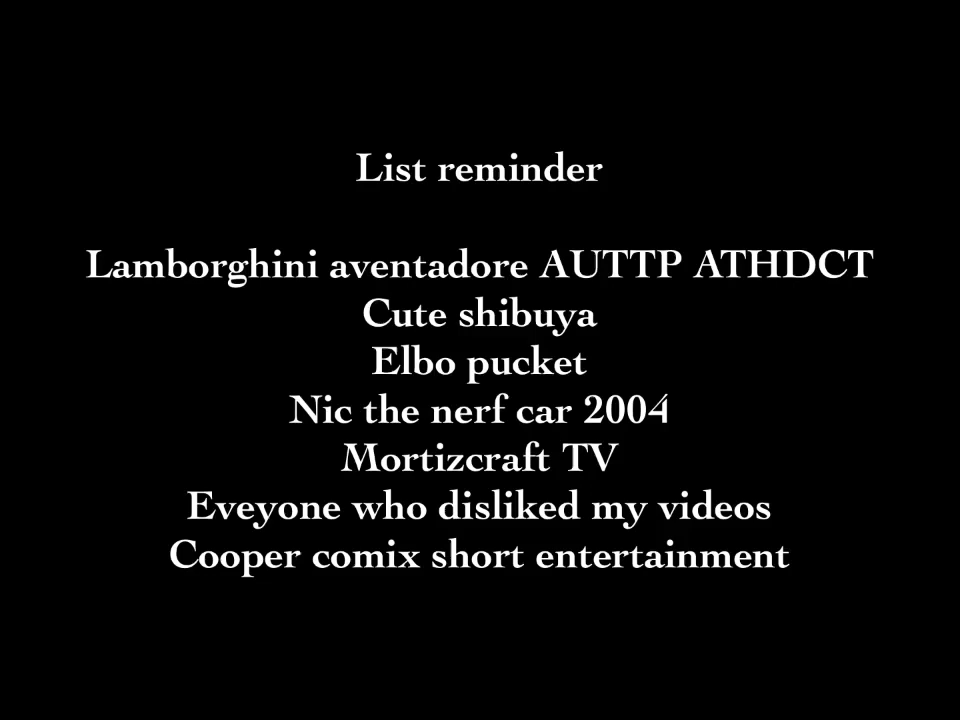 List reminder
Lamborghini aventadore AUTTP ATHDCT
Cute shibuya
Elbo pucket
Nic the nerf car 2004
Mortizcraft TV
Eveyone who disliked my videos
Cooper comix short entertainment